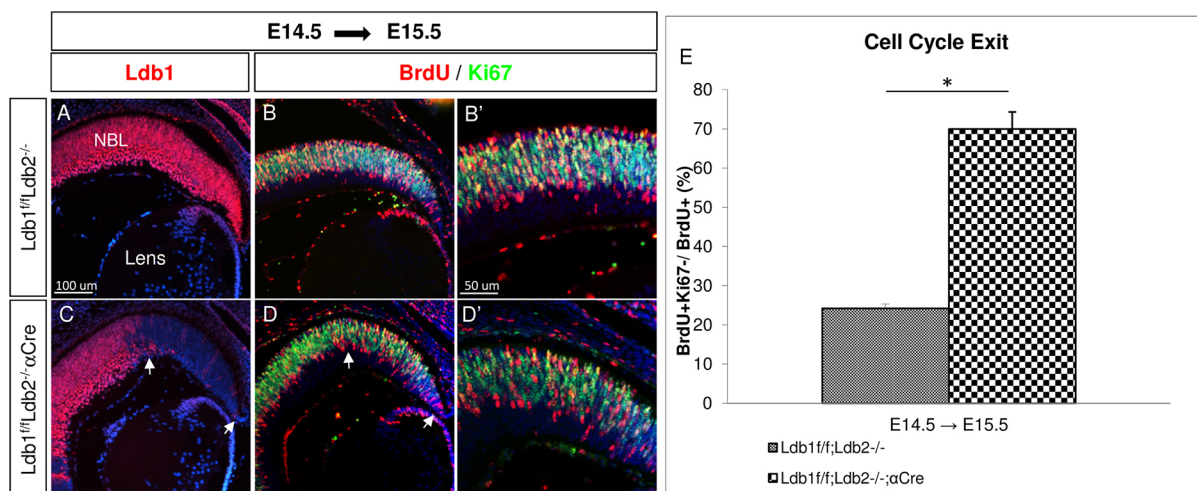 E14.5 → E15.5
Ldb1
BrdU / Ki67
Ldb1f/fLdb2-/-
A
NBL
Lens
100 um
B
B'
50 um
Ldb1f/fLdb2-/-αCre
C
D
D'
E
Cell Cycle Exit
*
BrdU+Ki67-/ BrdU+ (%)
90
80
70
60
50
40
30
20
10
0
E14.5 → E15.5
Ldb1f/f;Ldb2-/-
Ldb1f/f;Ldb2-/-;αCre